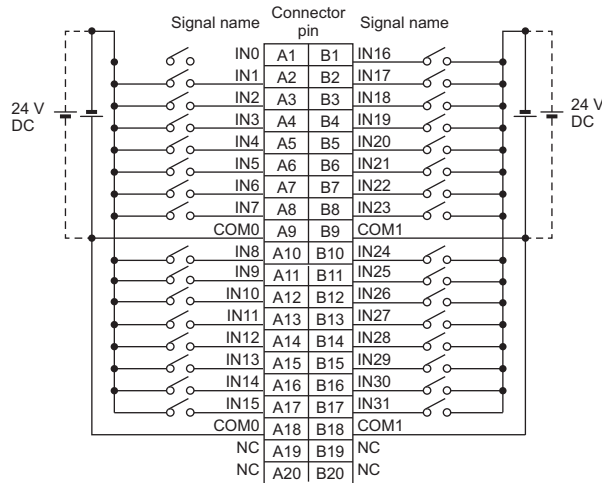 Signal name Connector pin Signal name
IN0 A1 B1 IN16
IN1 A2 B2 IN17
IN2 A3 B3 IN18
24 V DC IN3 A4 B4 IN19 24 V DC
IN4 A5 B5 IN20
IN5 A6 B6 IN21
IN6 A7 B7 IN22
IN7 A8 B8 IN23
COM0 A9 B9 COM1
IN8 A10 B10 IN24
IN9 A11 B11 IN25
IN10 A12 B12 IN26
IN11 A13 B13 IN27
IN12 A14 B14 IN28
IN13 A15 B15 IN29
IN14 A16 B16 IN30
IN15 A17 B17 IN31
COM0 A18 B18 COM1
NC A19 B19 NC
NC A20 B20 NC